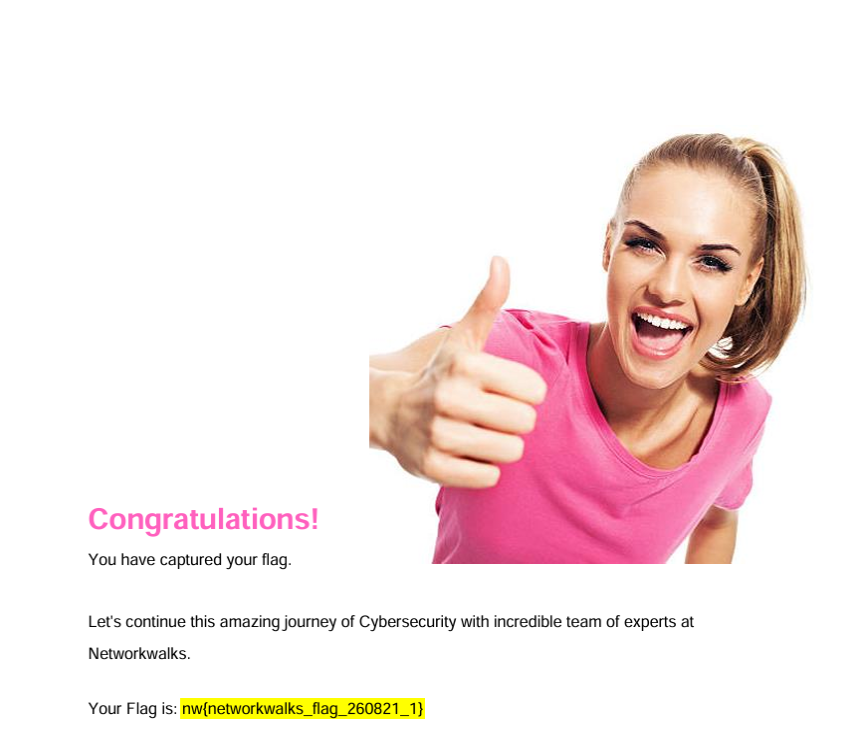 Congratulations!
You have captured your flag.
Let's continue this amazing journey of Cybersecurity with incredible team of experts at
Networkwalks.
Your Flag is: nw{networkwalks_flag_260821_1}